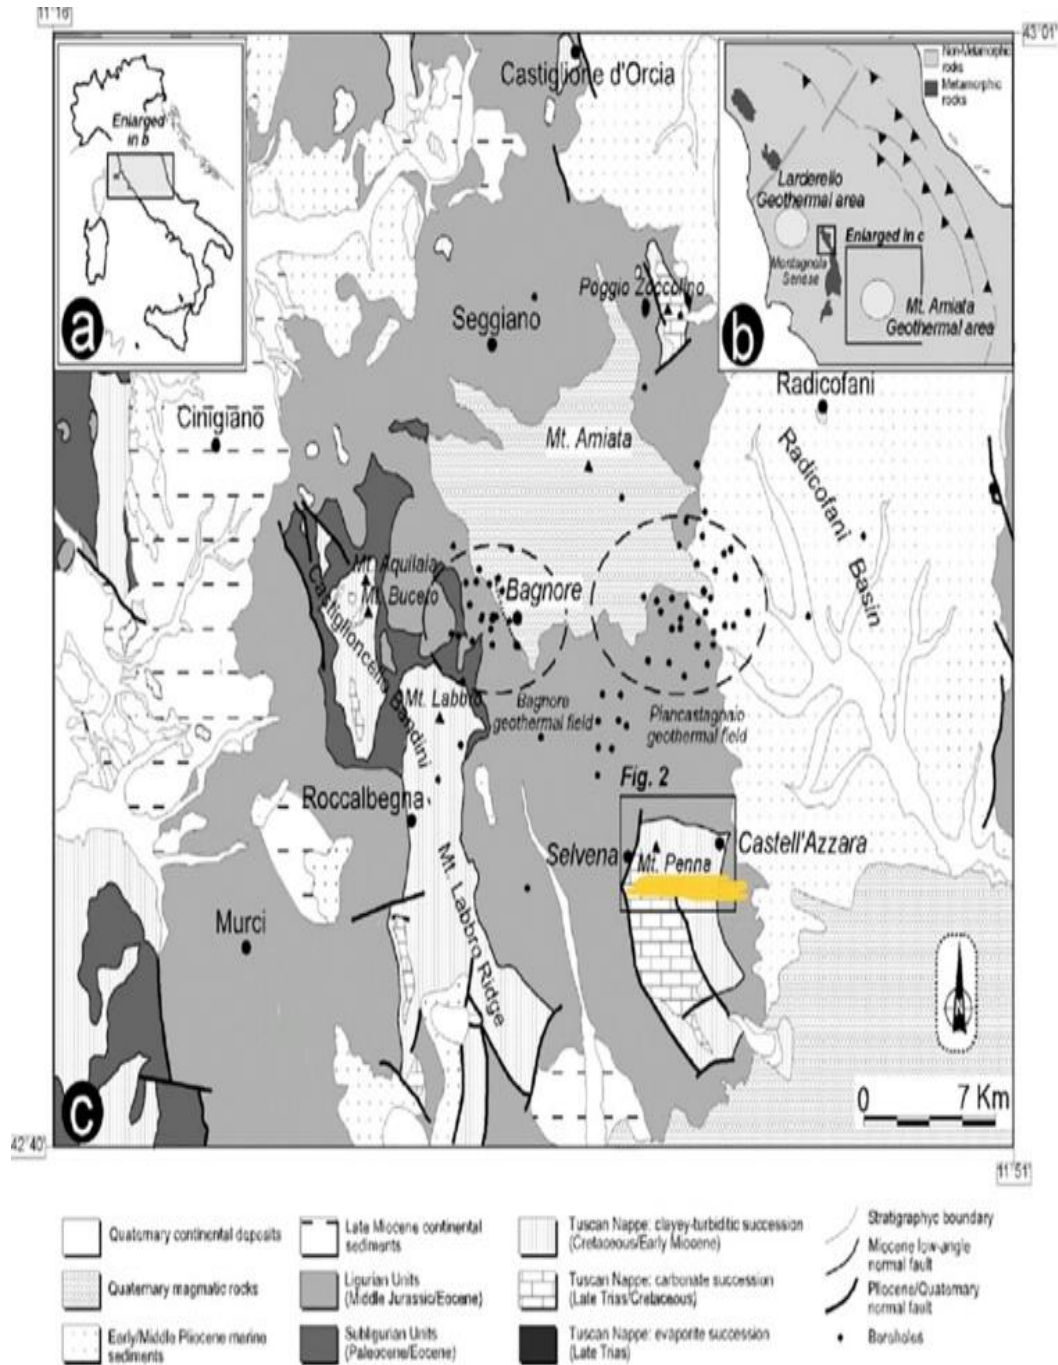 11°16'
43°01'
Enlarged
in b
a
Castiglione d'Orcia
Non-Metamorphic
rocks
Metamorphic
rocks
Larderello
Geothermal area
Enlarged in c
Montagnola
Senese
Mt. Amiata
Geothermal area
b
Poggio Zoccolino
Seggiano
Radicofani
Cinigiano
Mt. Amiata
Radicofani Basin
Mt. Aquilaia
Mt. Buceto
Bagnore
Castiglioncello Bandini
Mt. Labbro
Bagnore
geothermal field
Piancastagnaio
geothermal field
Fig. 2
Roccalbegna
Selvena
Mt. Penna
Castell'Azzara
Mt. Labbro Ridge
Murci
N
c
0 7 Km
42°40'
11°51'
Quaternary continental deposits
Quaternary magmatic rocks
Early/Middle Pliocene marine
sediments
Late Miocene continental
sediments
Ligurian Units
(Middle Jurassic/Eocene)
Subligurian Units
(Paleocene/Eocene)
Tuscan Nappe: clayey-turbiditic succession
(Cretaceous/Early Miocene)
Tuscan Nappe: carbonate succession
(Late Trias/Cretaceous)
Tuscan Nappe: evaporite succession
(Late Trias)
Stratigraphyc boundary
Miocene low-angle
normal fault
Pliocene/Quaternary
normal fault
Boreholes